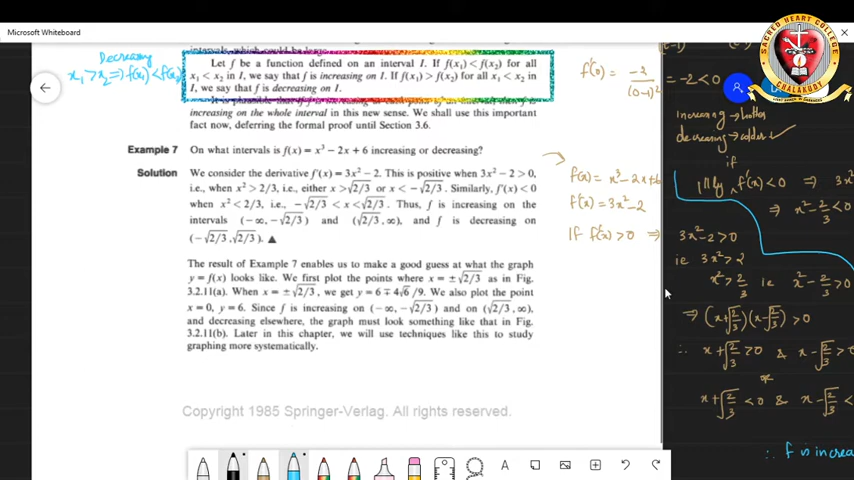 Microsoft Whiteboard
Decreasing
x₁ > x₂ ⟹ f(x₁) < f(x₂)
intervals which could be large.
Let f be a function defined on an interval I. If f(x₁) < f(x₂) for all
x₁ < x₂ in I, we say that f is increasing on I. If f(x₁) > f(x₂) for all x₁ < x₂ in
I, we say that f is decreasing on I.
increasing on the whole interval in this new sense. We shall use this important
fact now, deferring the formal proof until Section 3.6.
Example 7 On what intervals is f(x) = x³ − 2x + 6 increasing or decreasing?
Solution We consider the derivative f′(x) = 3x² − 2. This is positive when 3x² − 2 > 0,
i.e., when x² > 2/3, i.e., either x > √2/3 or x < −√2/3. Similarly, f′(x) < 0
when x² < 2/3, i.e., −√2/3 < x < √2/3. Thus, f is increasing on the
intervals (−∞, −√2/3) and (√2/3, ∞), and f is decreasing on
(−√2/3, √2/3). ▲
The result of Example 7 enables us to make a good guess at what the graph
y = f(x) looks like. We first plot the points where x = ±√2/3 as in Fig.
3.2.11(a). When x = ±√2/3, we get y = 6 ∓ 4√6/9. We also plot the point
x = 0, y = 6. Since f is increasing on (−∞, −√2/3) and on (√2/3, ∞),
and decreasing elsewhere, the graph must look something like that in Fig.
3.2.11(b). Later in this chapter, we will use techniques like this to study
graphing more systematically.
Copyright 1985 Springer-Verlag. All rights reserved.
f′(0) = −2/(0−1)²
= −2 < 0
increasing → hotter
decreasing → colder ✓
if
f(x) = x³ − 2x + 6
f′(x) = 3x² − 2
If f′(x) > 0 ⟹
|||ly f′(x) < 0 ⟹ 3x
⟹ x² − 2/3 < 0
3x² − 2 > 0
ie 3x² > 2
x² > 2/3 ie x² − 2/3 > 0
⟹ (x+√2/3)(x−√2/3) > 0
∴ x+√2/3 > 0 & x−√2/3 > 0
or
x+√2/3 < 0 & x−√2/3 <
∴ f is increa
SACRED HEART COLLEGE
CHALAKUDY
A